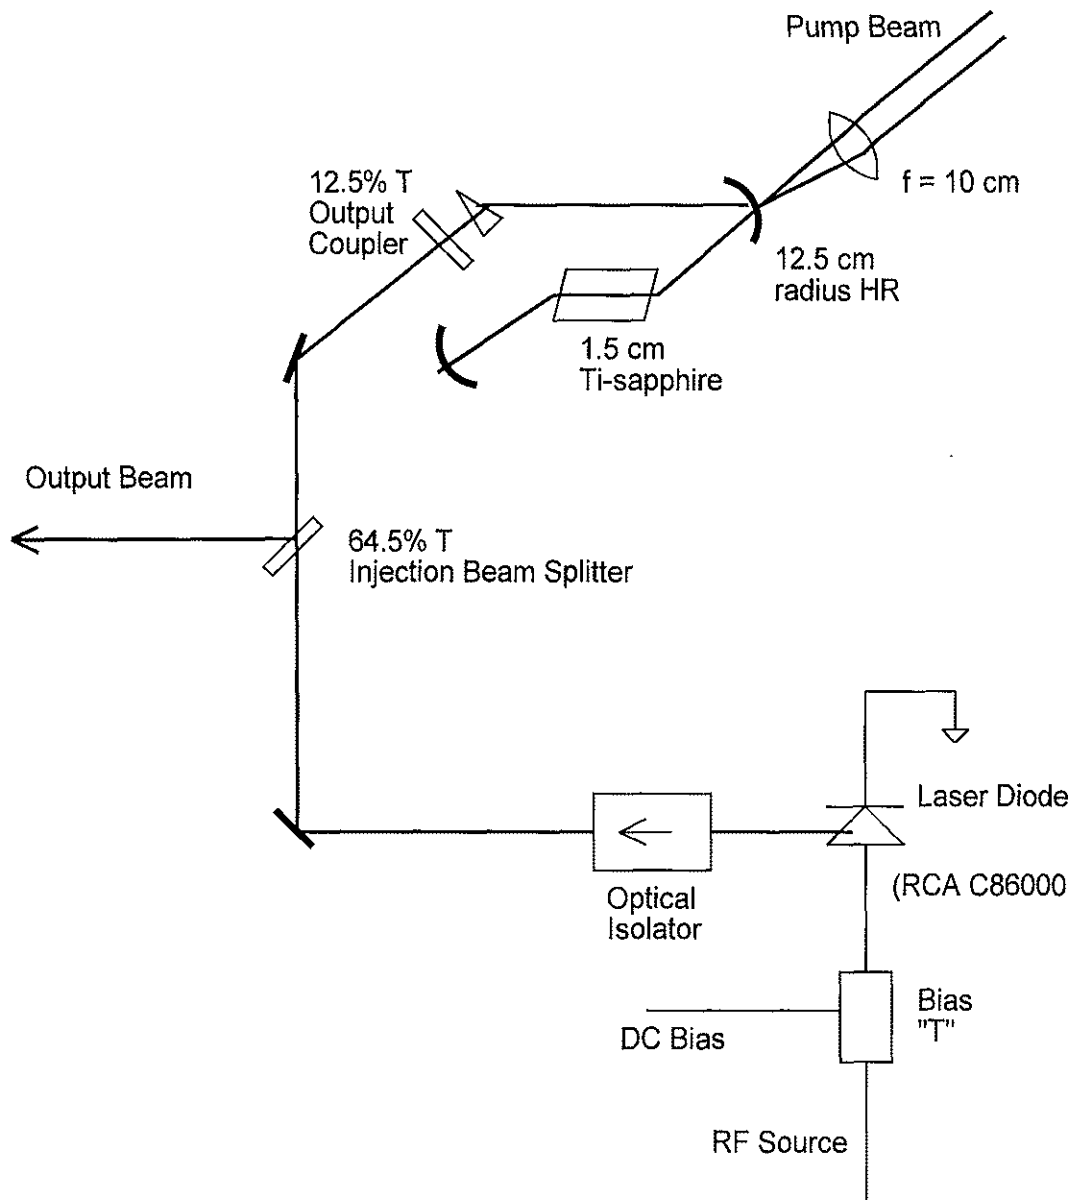 Pump Beam
f = 10 cm
12.5% T
Output
Coupler
12.5 cm
radius HR
1.5 cm
Ti-sapphire
Output Beam
64.5% T
Injection Beam Splitter
Laser Diode
(RCA C86000
Optical
Isolator
Bias
"T"
DC Bias
RF Source